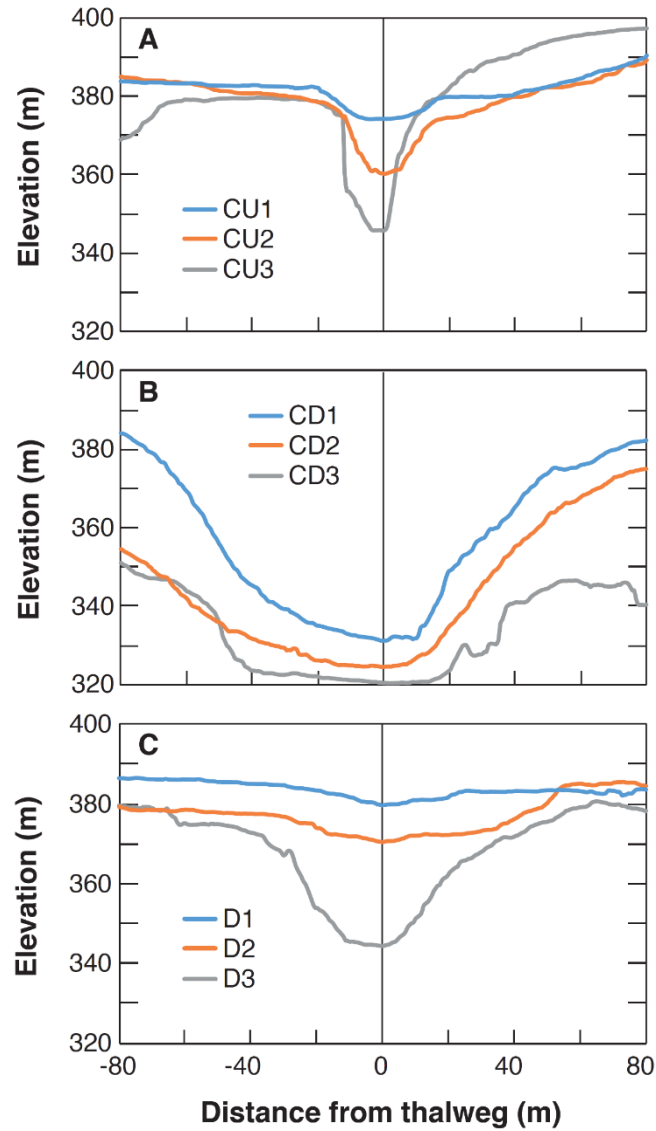 A
Elevation (m)
400
380
360
340
320
CU1
CU2
CU3
B
Elevation (m)
400
380
360
340
320
CD1
CD2
CD3
C
Elevation (m)
400
380
360
340
320
D1
D2
D3
-80 -40 0 40 80
Distance from thalweg (m)